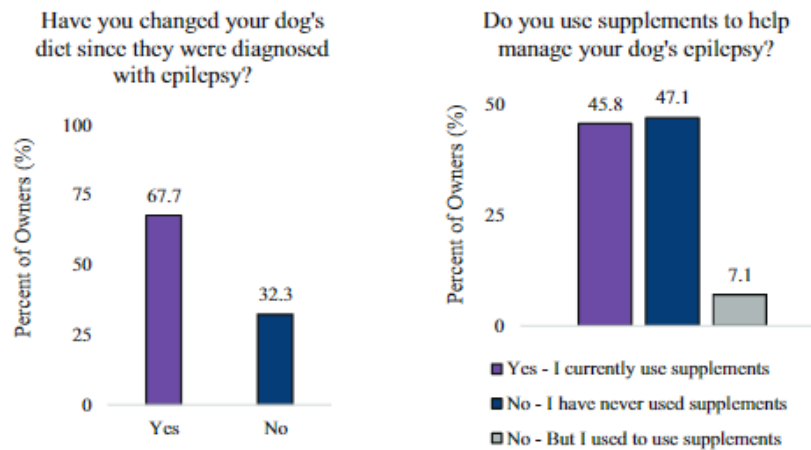 Have you changed your dog's
diet since they were diagnosed
with epilepsy?
Percent of Owners (%)
100
75
50
25
0
67.7
32.3
Yes
No
Do you use supplements to help
manage your dog's epilepsy?
Percent of Owners (%)
50
25
0
45.8
47.1
7.1
Yes - I currently use supplements
No - I have never used supplements
No - But I used to use supplements